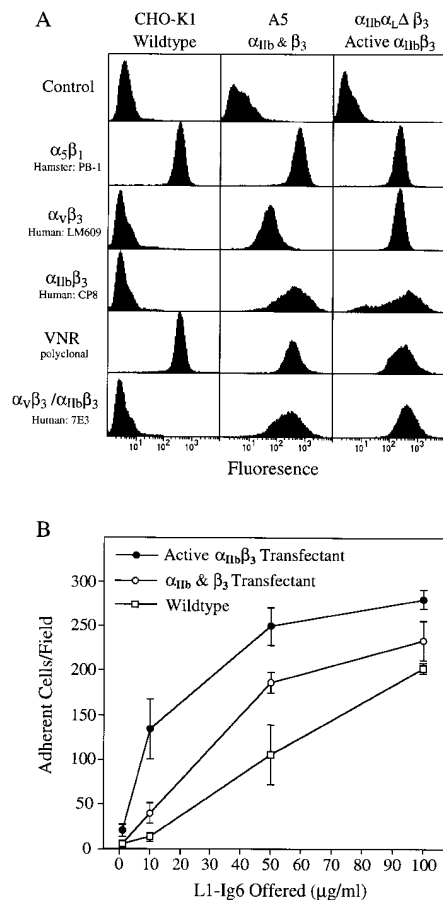 A
CHO-K1 A5 αIIbαLΔ β3
Wildtype αIIb & β3 Active αIIbβ3
Control
α5β1
Hamster: PB-1
αVβ3
Human: LM609
αIIbβ3
Human: CP8
VNR
polyclonal
αVβ3 /αIIbβ3
Human: 7E3
10¹ 10² 10³ 10¹ 10² 10³ 10¹ 10² 10³
Fluoresence
B
Active αIIbβ3 Transfectant
αIIb & β3 Transfectant
Wildtype
Adherent Cells/Field
300
250
200
150
100
50
0
0 10 20 30 40 50 60 70 80 90 100
L1-Ig6 Offered (µg/ml)